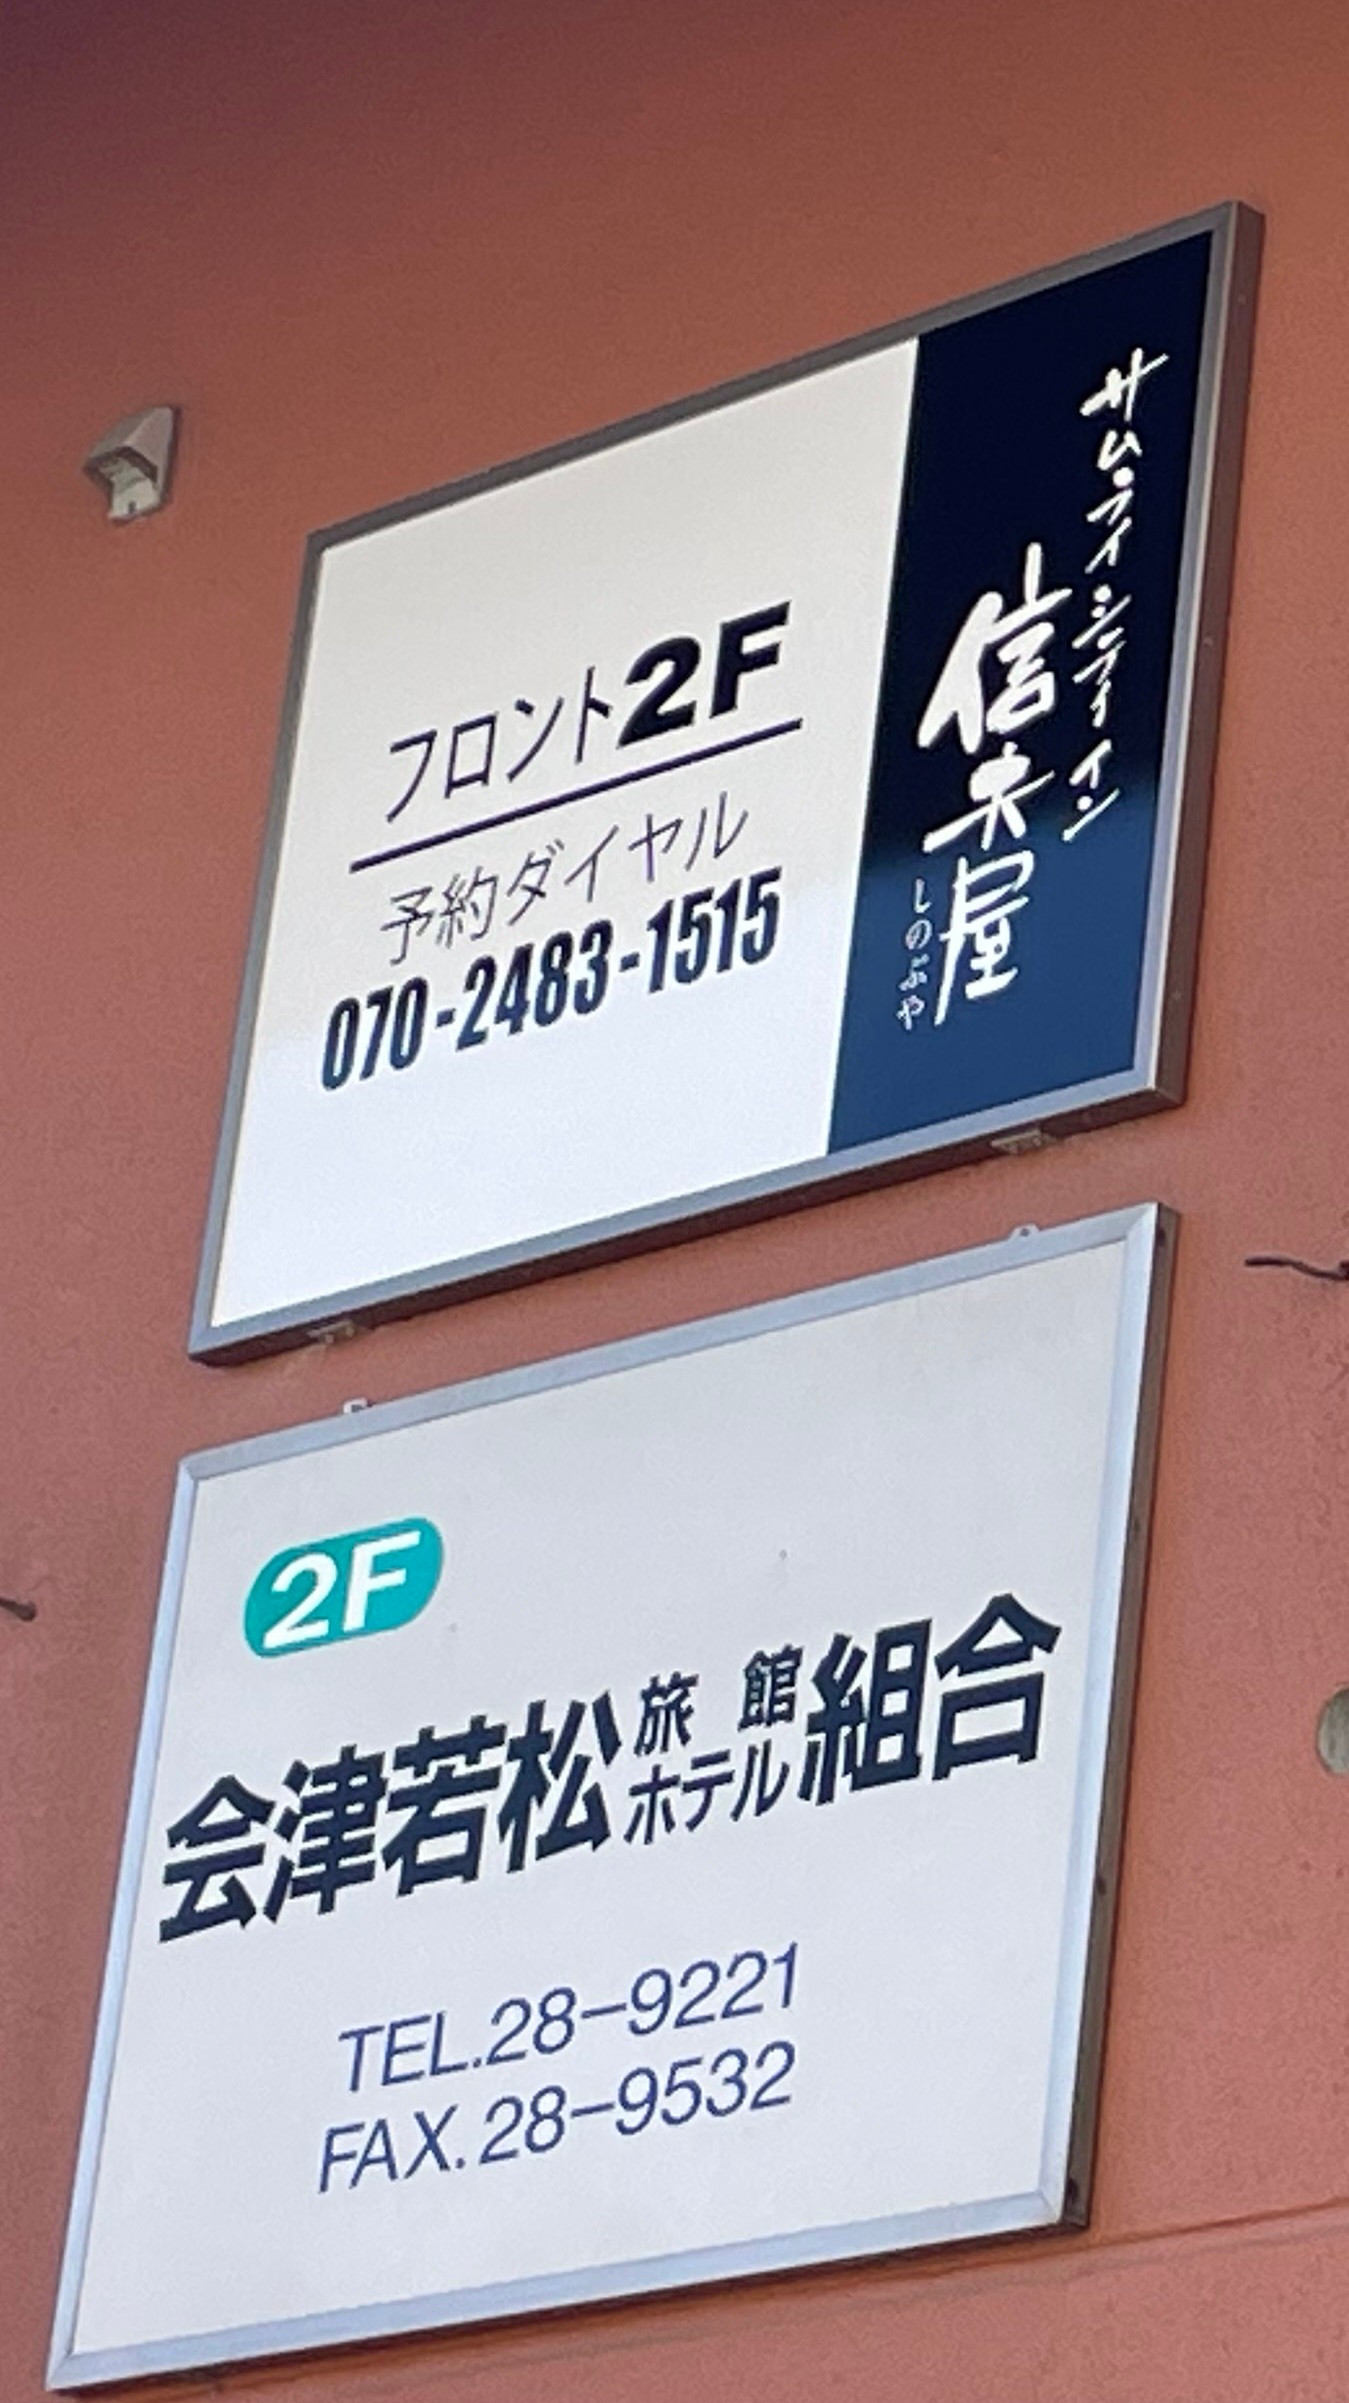 フロント2F
予約ダイヤル
070-2483-1515
サムライシティイン
信夫屋
しのぶや
2F
会津若松旅館ホテル組合
TEL.28-9221
FAX.28-9532